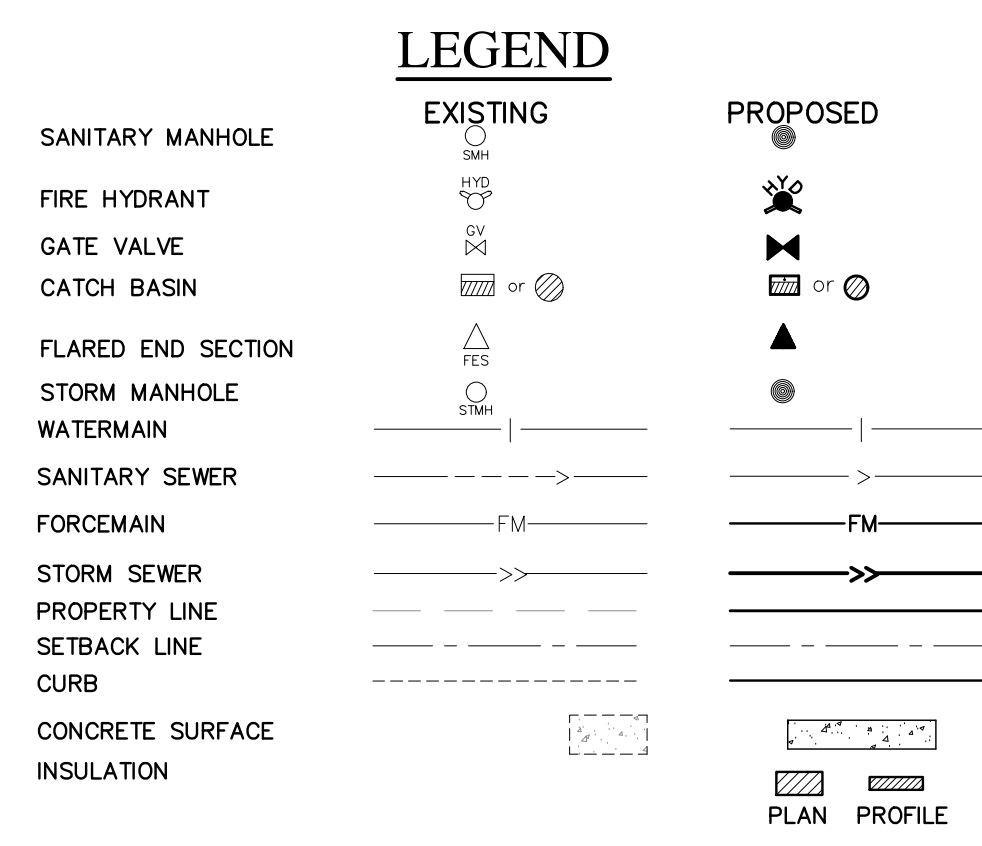 LEGEND
EXISTING PROPOSED
SANITARY MANHOLE
SMH
HYD HYD
FIRE HYDRANT
GV
GATE VALVE
CATCH BASIN or or
FLARED END SECTION
FES
STORM MANHOLE
STMH
WATERMAIN
SANITARY SEWER
FORCEMAIN FM FM
STORM SEWER
PROPERTY LINE
SETBACK LINE
CURB
CONCRETE SURFACE
INSULATION
PLAN PROFILE